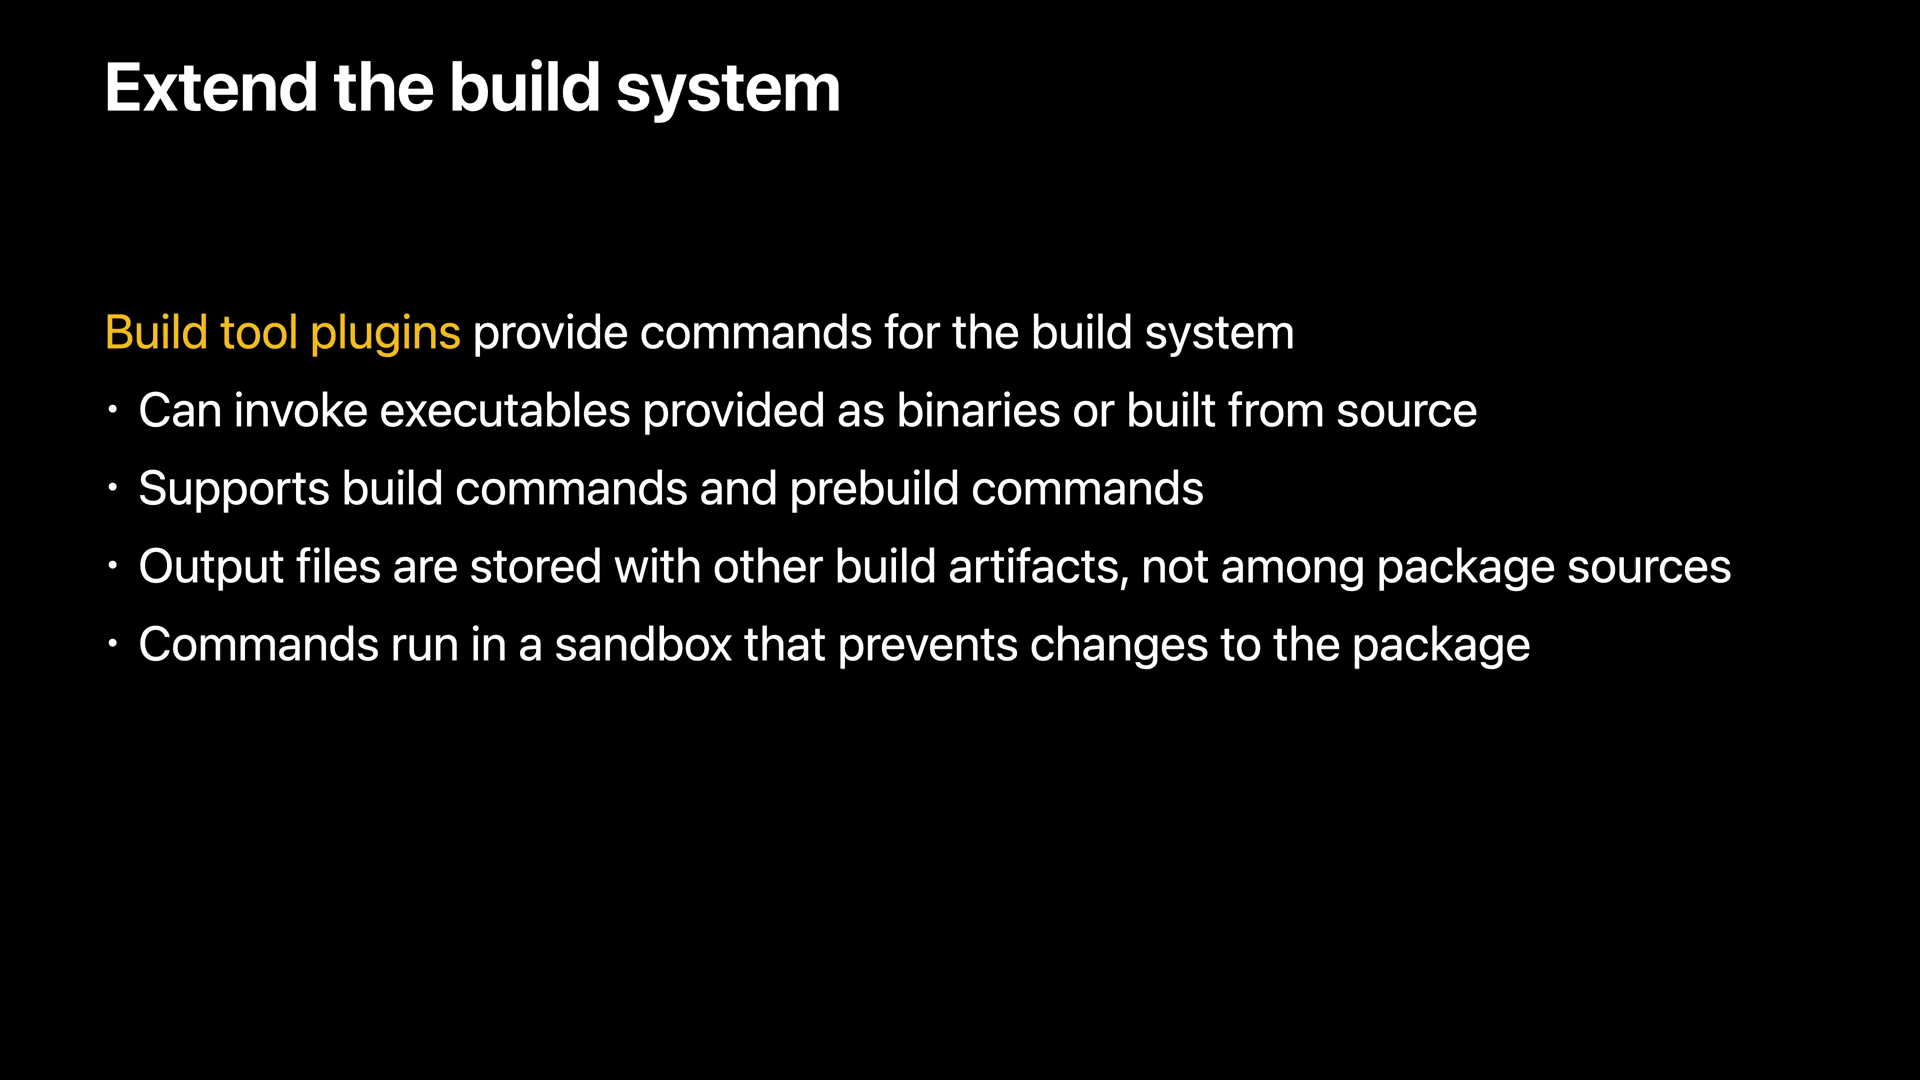 Extend the build system
Build tool plugins provide commands for the build system
• Can invoke executables provided as binaries or built from source
• Supports build commands and prebuild commands
• Output files are stored with other build artifacts, not among package sources
• Commands run in a sandbox that prevents changes to the package